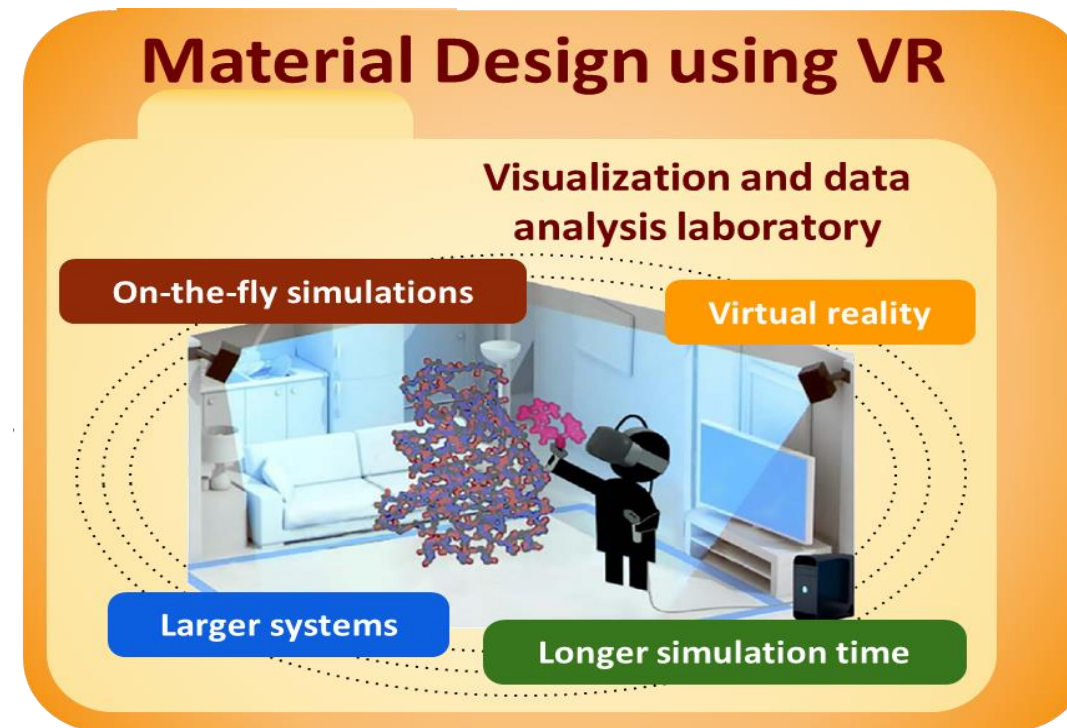 Material Design using VR
Visualization and data
analysis laboratory
On-the-fly simulations
Virtual reality
Larger systems
Longer simulation time